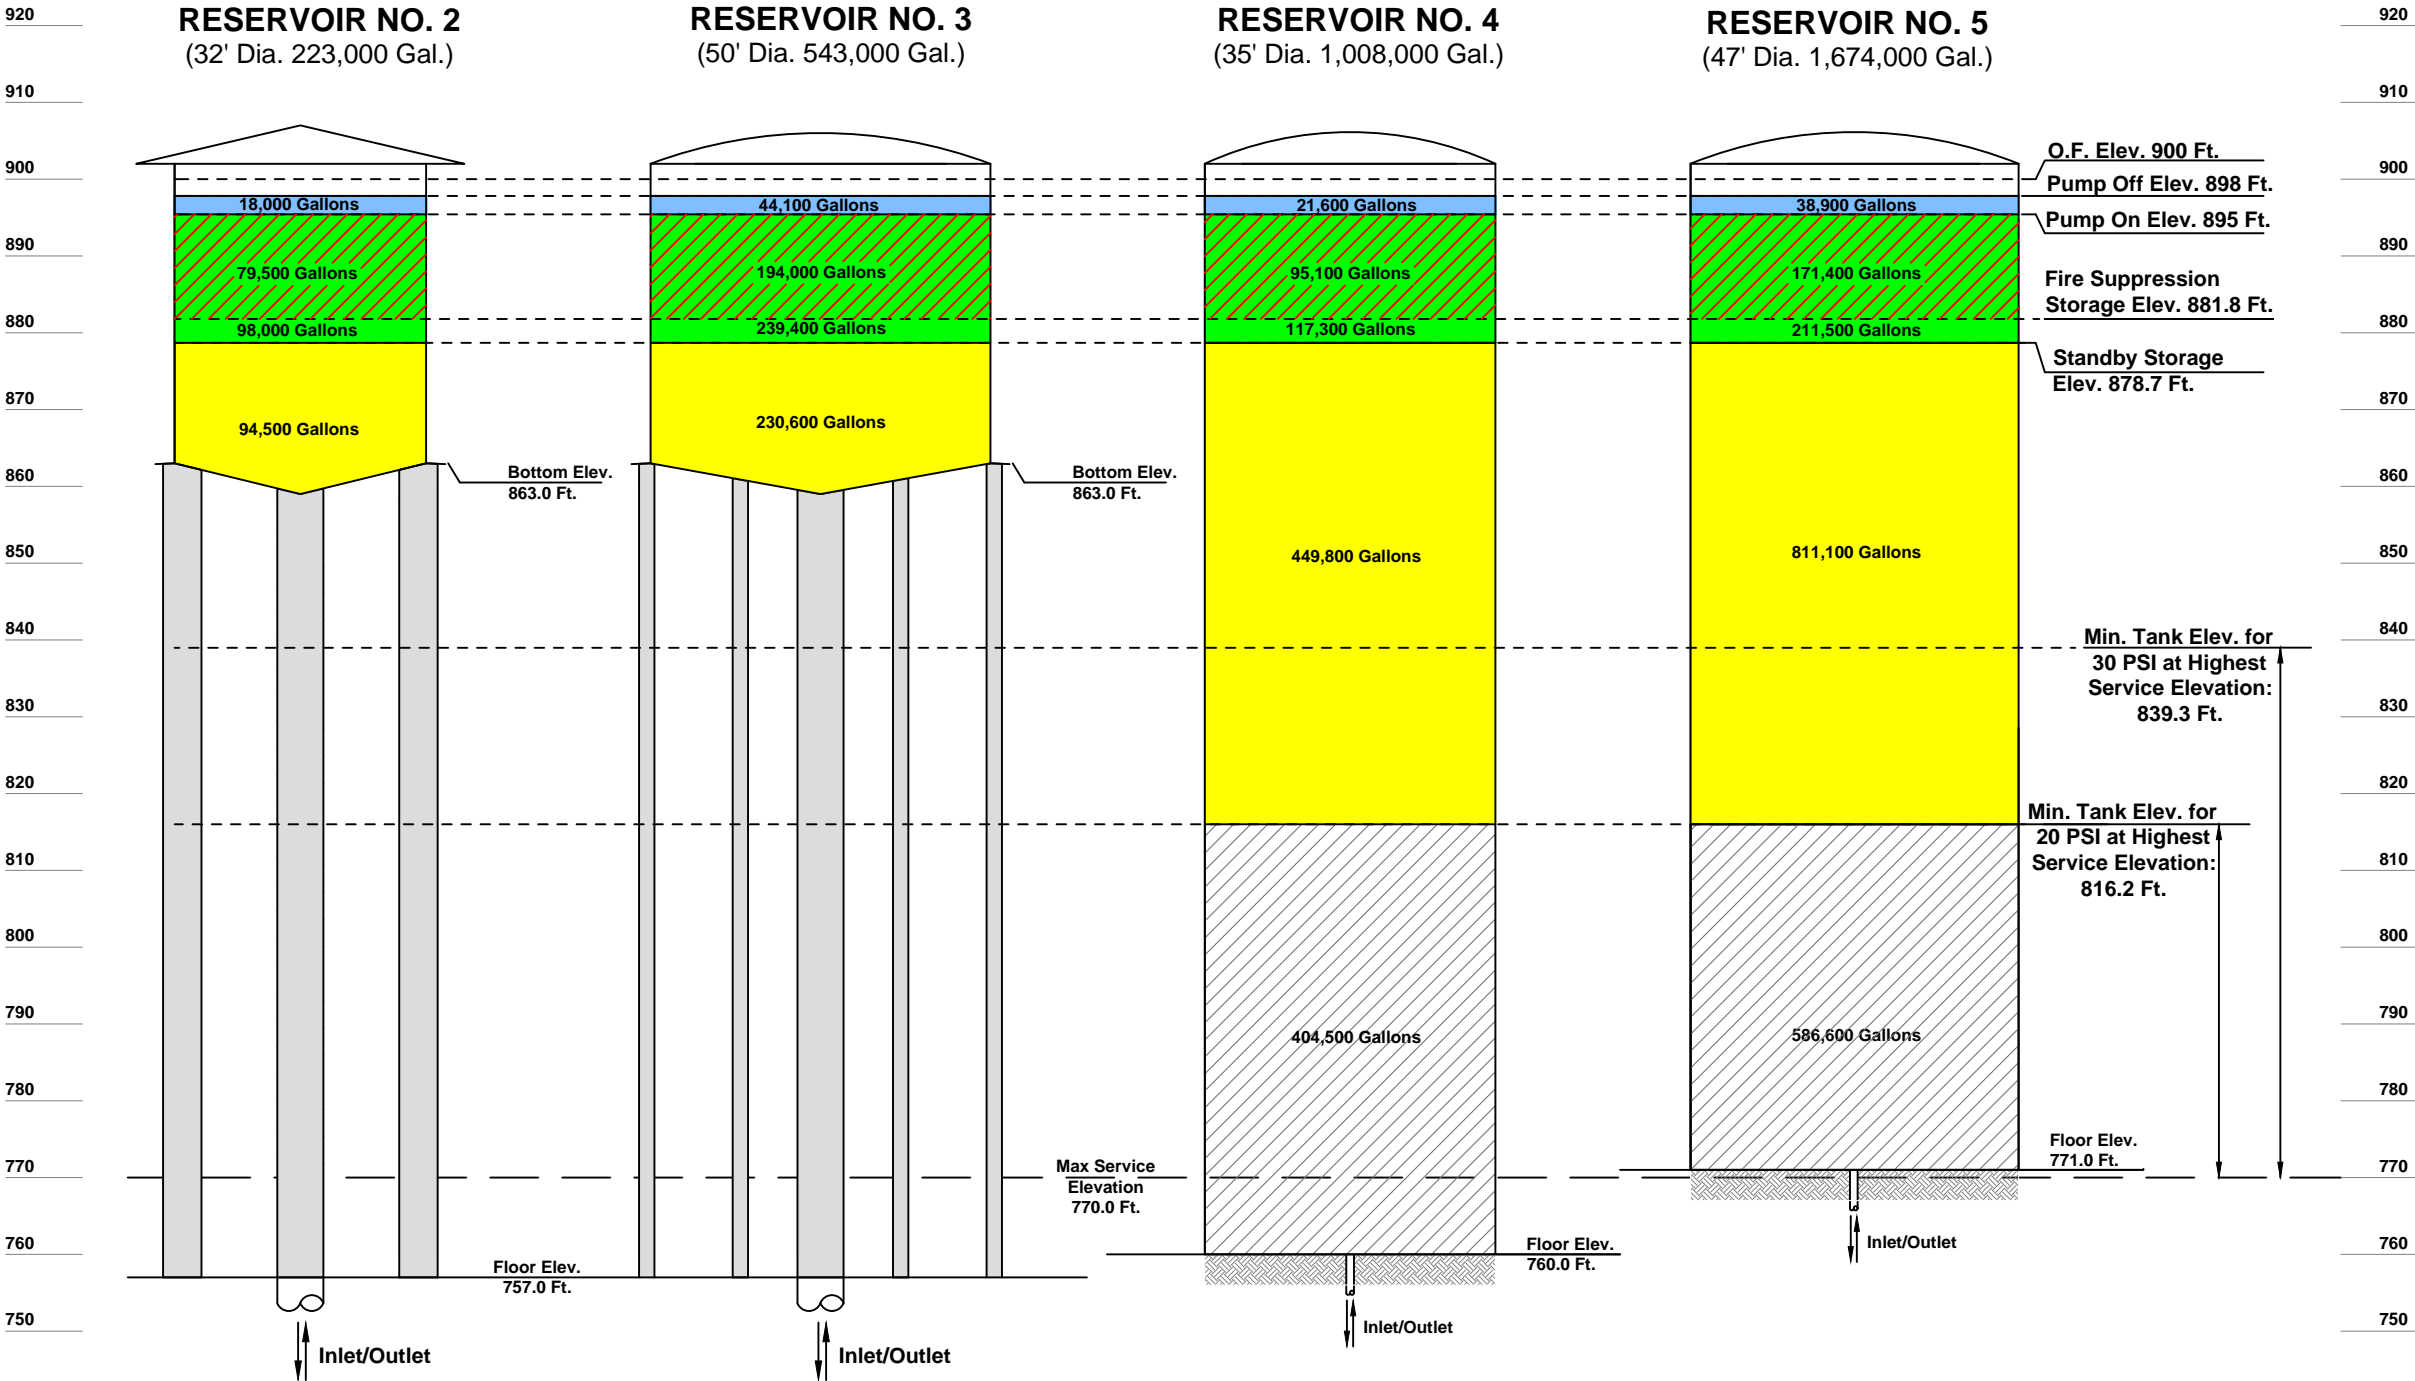 RESERVOIR NO. 2
(32' Dia. 223,000 Gal.)
RESERVOIR NO. 3
(50' Dia. 543,000 Gal.)
RESERVOIR NO. 4
(35' Dia. 1,008,000 Gal.)
RESERVOIR NO. 5
(47' Dia. 1,674,000 Gal.)
920
910
900
890
880
870
860
850
840
830
820
810
800
790
780
770
760
750
18,000 Gallons
79,500 Gallons
98,000 Gallons
94,500 Gallons
Bottom Elev.
863.0 Ft.
Floor Elev.
757.0 Ft.
Inlet/Outlet
44,100 Gallons
194,000 Gallons
239,400 Gallons
230,600 Gallons
Bottom Elev.
863.0 Ft.
Max Service
Elevation
770.0 Ft.
Inlet/Outlet
21,600 Gallons
95,100 Gallons
117,300 Gallons
449,800 Gallons
404,500 Gallons
Floor Elev.
760.0 Ft.
Inlet/Outlet
38,900 Gallons
171,400 Gallons
211,500 Gallons
811,100 Gallons
586,600 Gallons
Floor Elev.
771.0 Ft.
Inlet/Outlet
O.F. Elev. 900 Ft.
Pump Off Elev. 898 Ft.
Pump On Elev. 895 Ft.
Fire Suppression
Storage Elev. 881.8 Ft.
Standby Storage
Elev. 878.7 Ft.
Min. Tank Elev. for
30 PSI at Highest
Service Elevation:
839.3 Ft.
Min. Tank Elev. for
20 PSI at Highest
Service Elevation:
816.2 Ft.
920
910
900
890
880
870
860
850
840
830
820
810
800
790
780
770
760
750